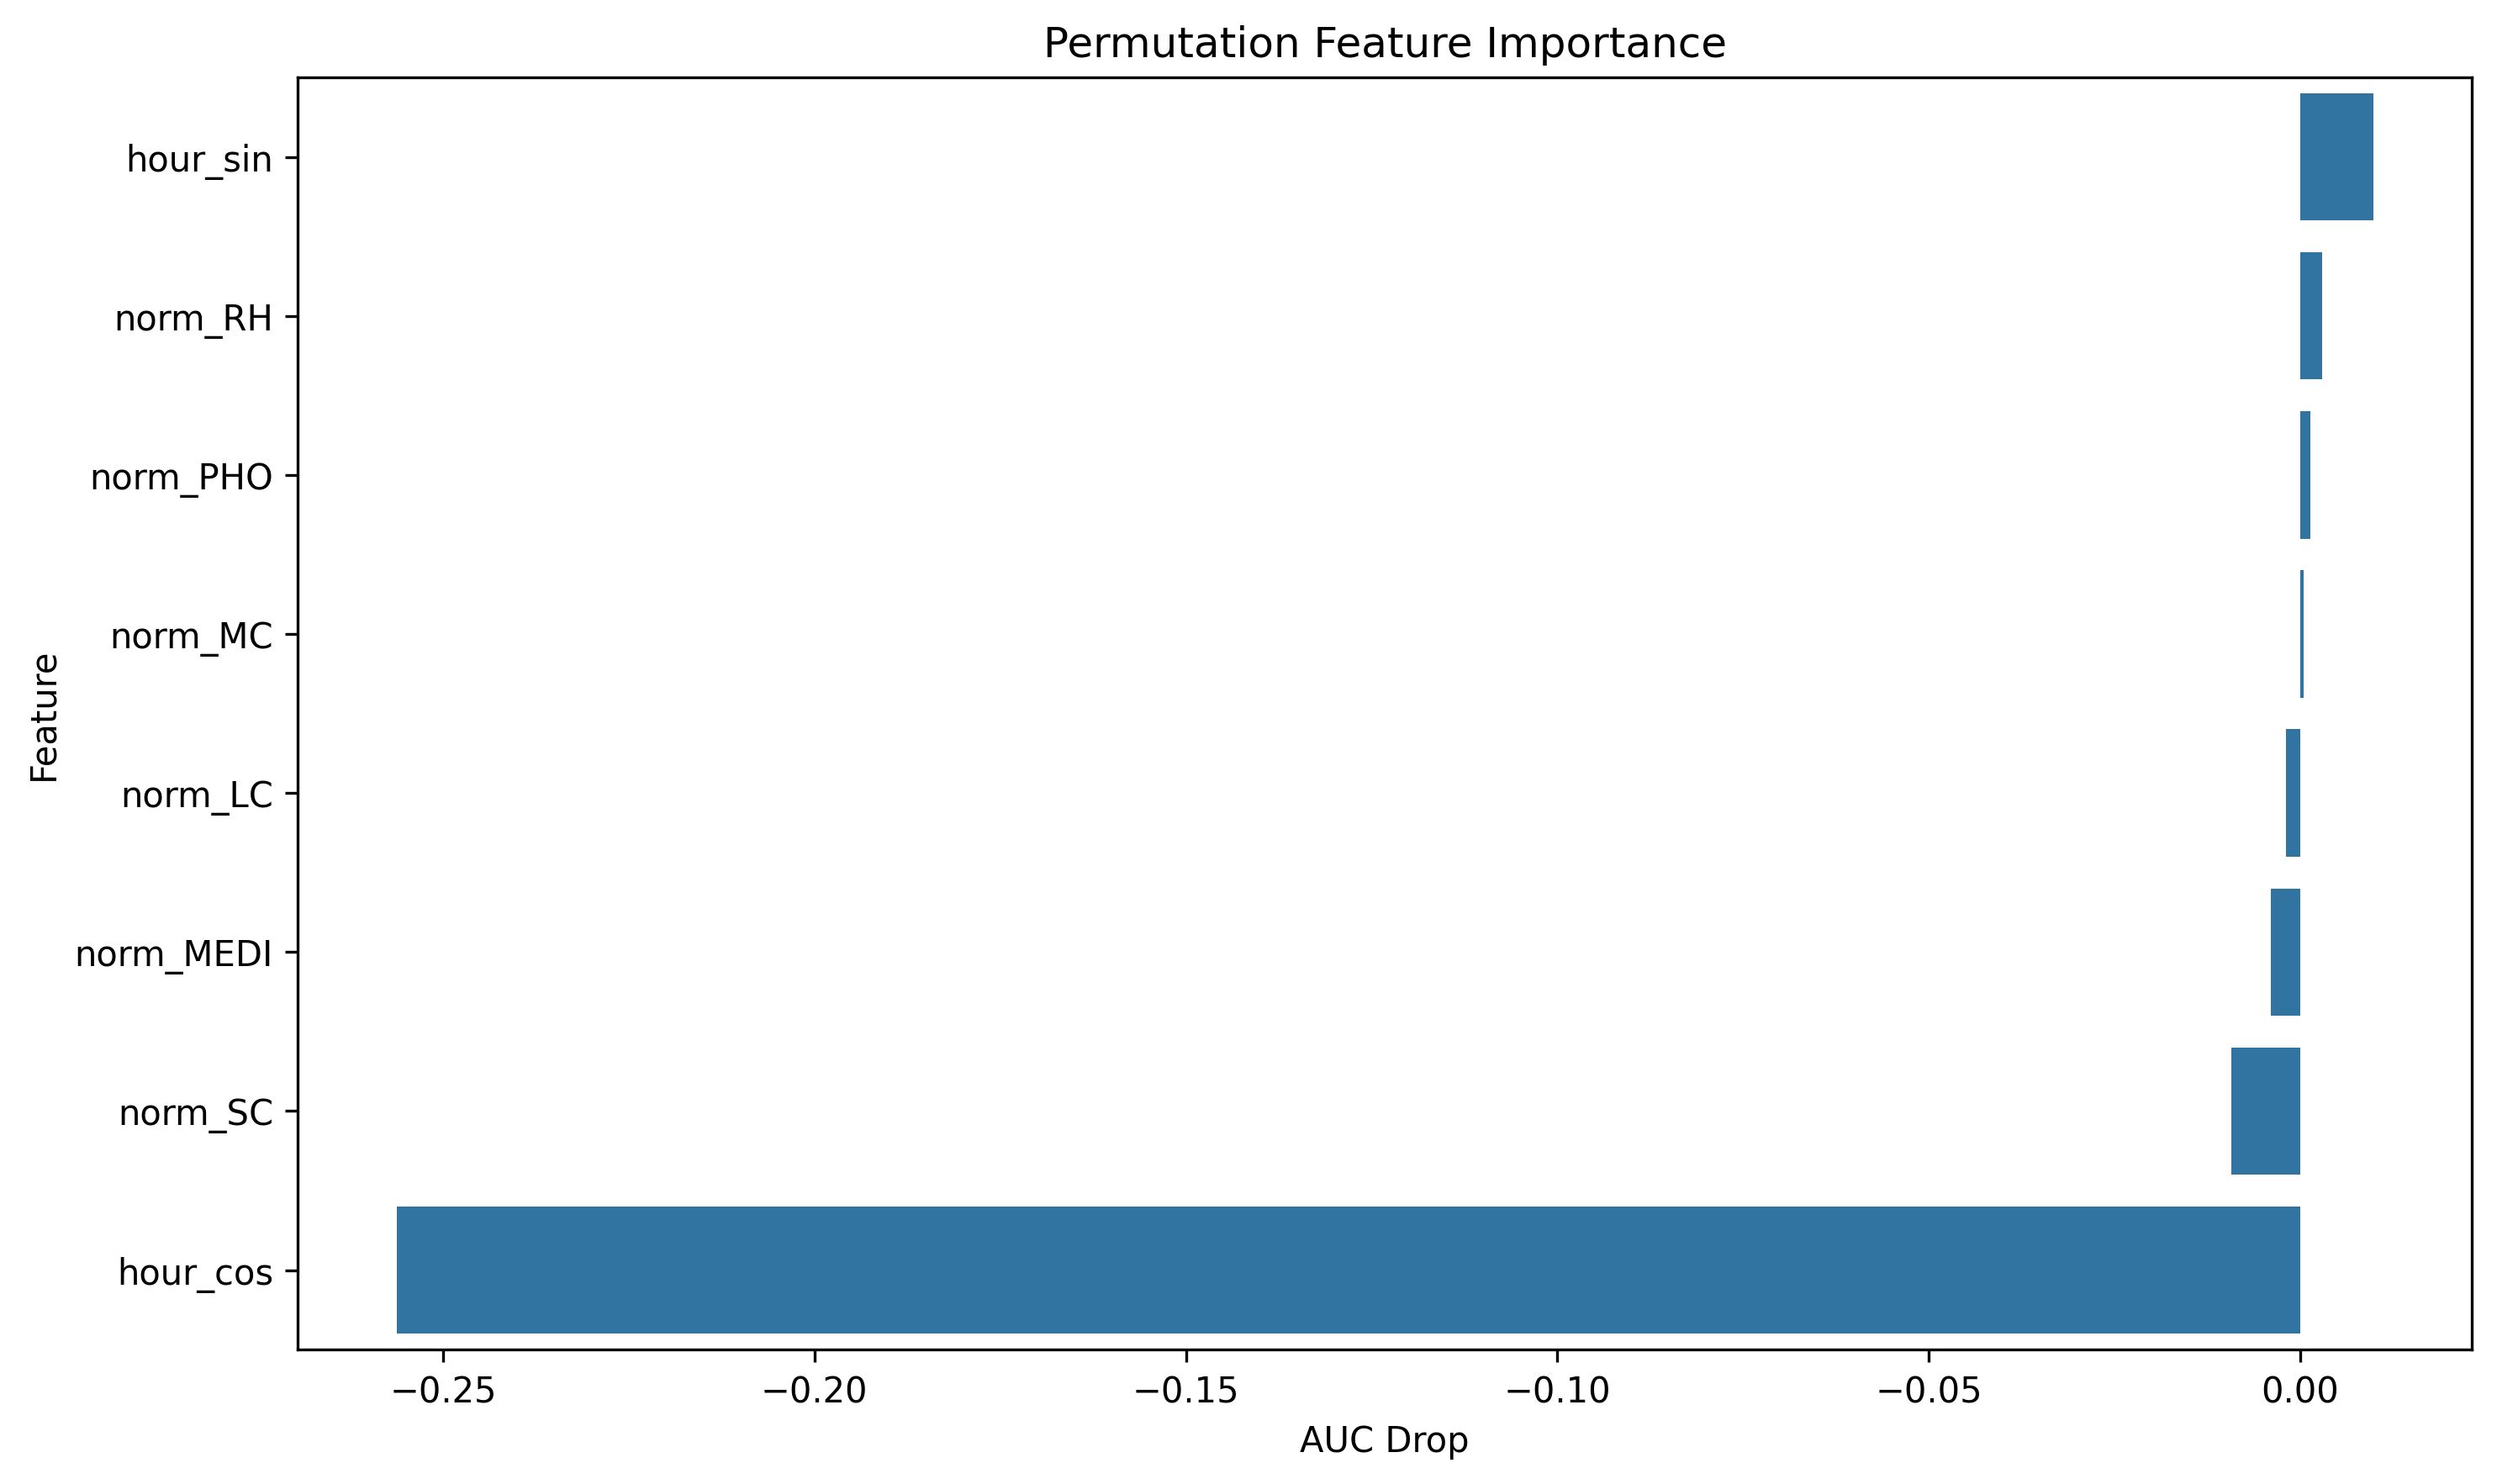 Permutation Feature Importance
hour_sin
norm_RH
norm_PHO
norm_MC
norm_LC
norm_MEDI
norm_SC
hour_cos
Feature
−0.25
−0.20
−0.15
−0.10
−0.05
0.00
AUC Drop